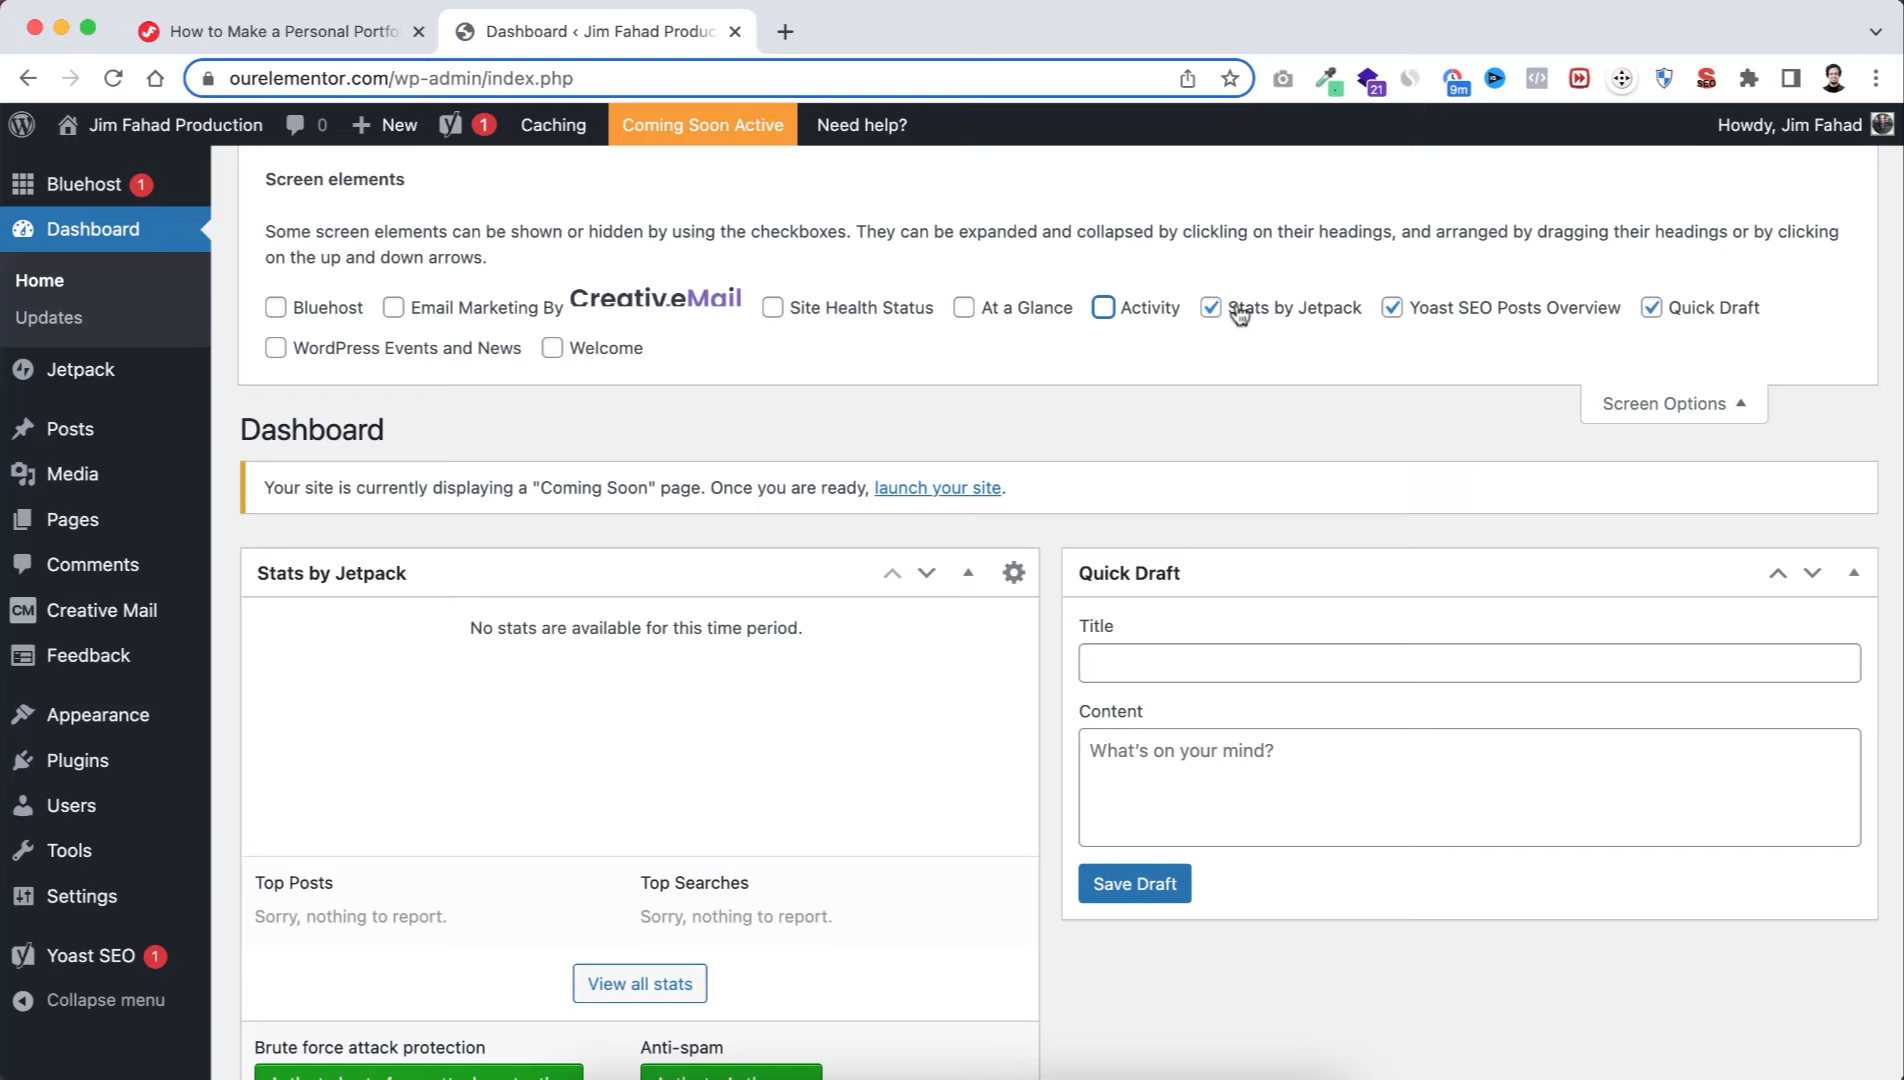 How to Make a Personal Portfo
Dashboard ‹ Jim Fahad Produc
ourelementor.com/wp-admin/index.php
21
9m
SEO
Jim Fahad Production
0
New
1
Caching
Coming Soon Active
Need help?
Howdy, Jim Fahad
Bluehost 1
Dashboard
Home
Updates
Jetpack
Posts
Media
Pages
Comments
CM Creative Mail
Feedback
Appearance
Plugins
Users
Tools
Settings
Yoast SEO 1
Collapse menu
Screen elements
Some screen elements can be shown or hidden by using the checkboxes. They can be expanded and collapsed by clickling on their headings, and arranged by dragging their headings or by clicking
on the up and down arrows.
Bluehost Email Marketing By Creativ.eMail Site Health Status At a Glance Activity Stats by Jetpack Yoast SEO Posts Overview Quick Draft
WordPress Events and News Welcome
Screen Options
Dashboard
Your site is currently displaying a "Coming Soon" page. Once you are ready, launch your site.
Stats by Jetpack
No stats are available for this time period.
Top Posts
Sorry, nothing to report.
Top Searches
Sorry, nothing to report.
View all stats
Brute force attack protection
Anti-spam
Quick Draft
Title
Content
What's on your mind?
Save Draft